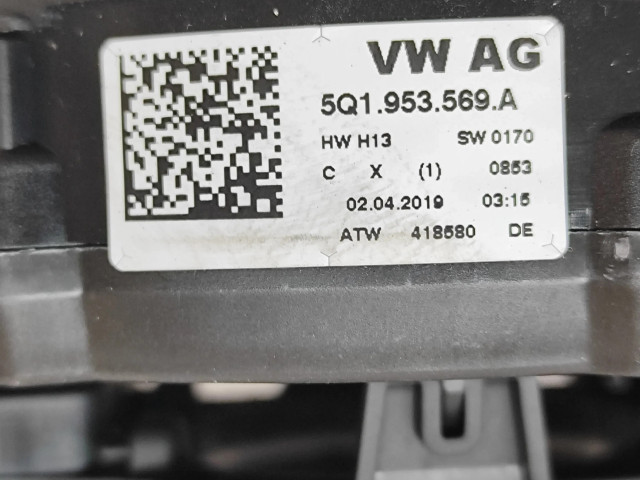 VW AG
5Q1.953.569.A
HW H13 SW 0170
C X (1) 0853
02.04.2019 03:15
ATW 418580 DE